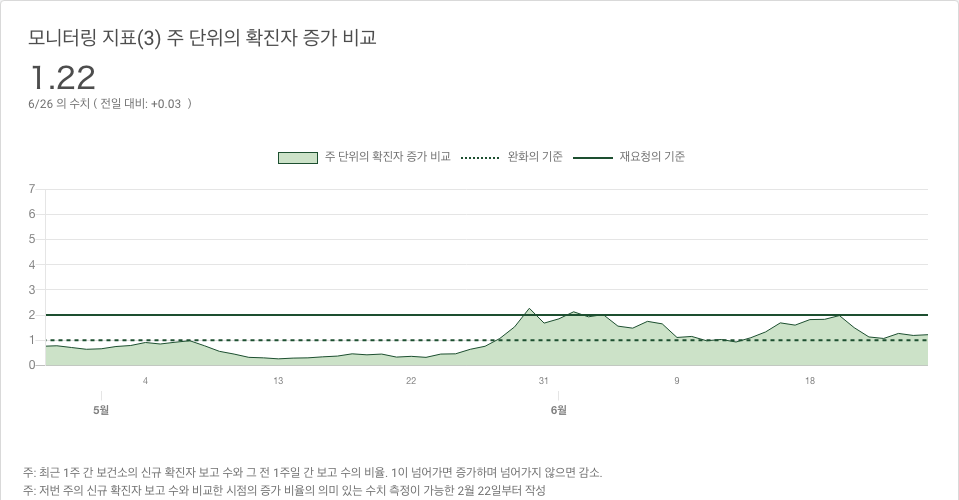 모니터링 지표(3) 주 단위의 확진자 증가 비교
1.22
6/26 의 수치 ( 전일 대비: +0.03 )
주 단위의 확진자 증가 비교 완화의 기준 재요청의 기준
7
6
5
4
3
2
1
0
4 13 22 31 9 18
5월 6월
주: 최근 1주 간 보건소의 신규 확진자 보고 수와 그 전 1주일 간 보고 수의 비율. 1이 넘어가면 증가하며 넘어가지 않으면 감소.
주: 저번 주의 신규 확진자 보고 수와 비교한 시점의 증가 비율의 의미 있는 수치 측정이 가능한 2월 22일부터 작성